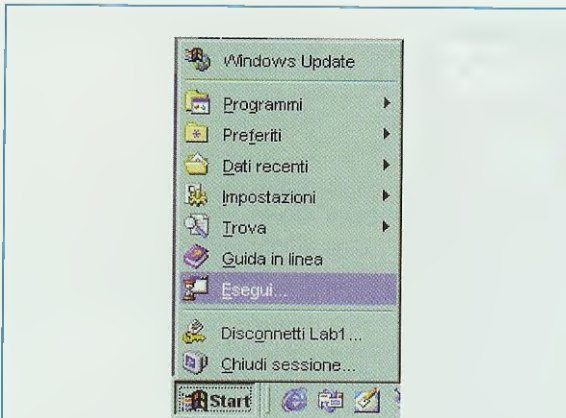 Windows Update
Programmi
Preferiti
Dati recenti
Impostazioni
Trova
Guida in linea
Esegui...
Disconnetti Lab1...
Chiudi sessione...
Start